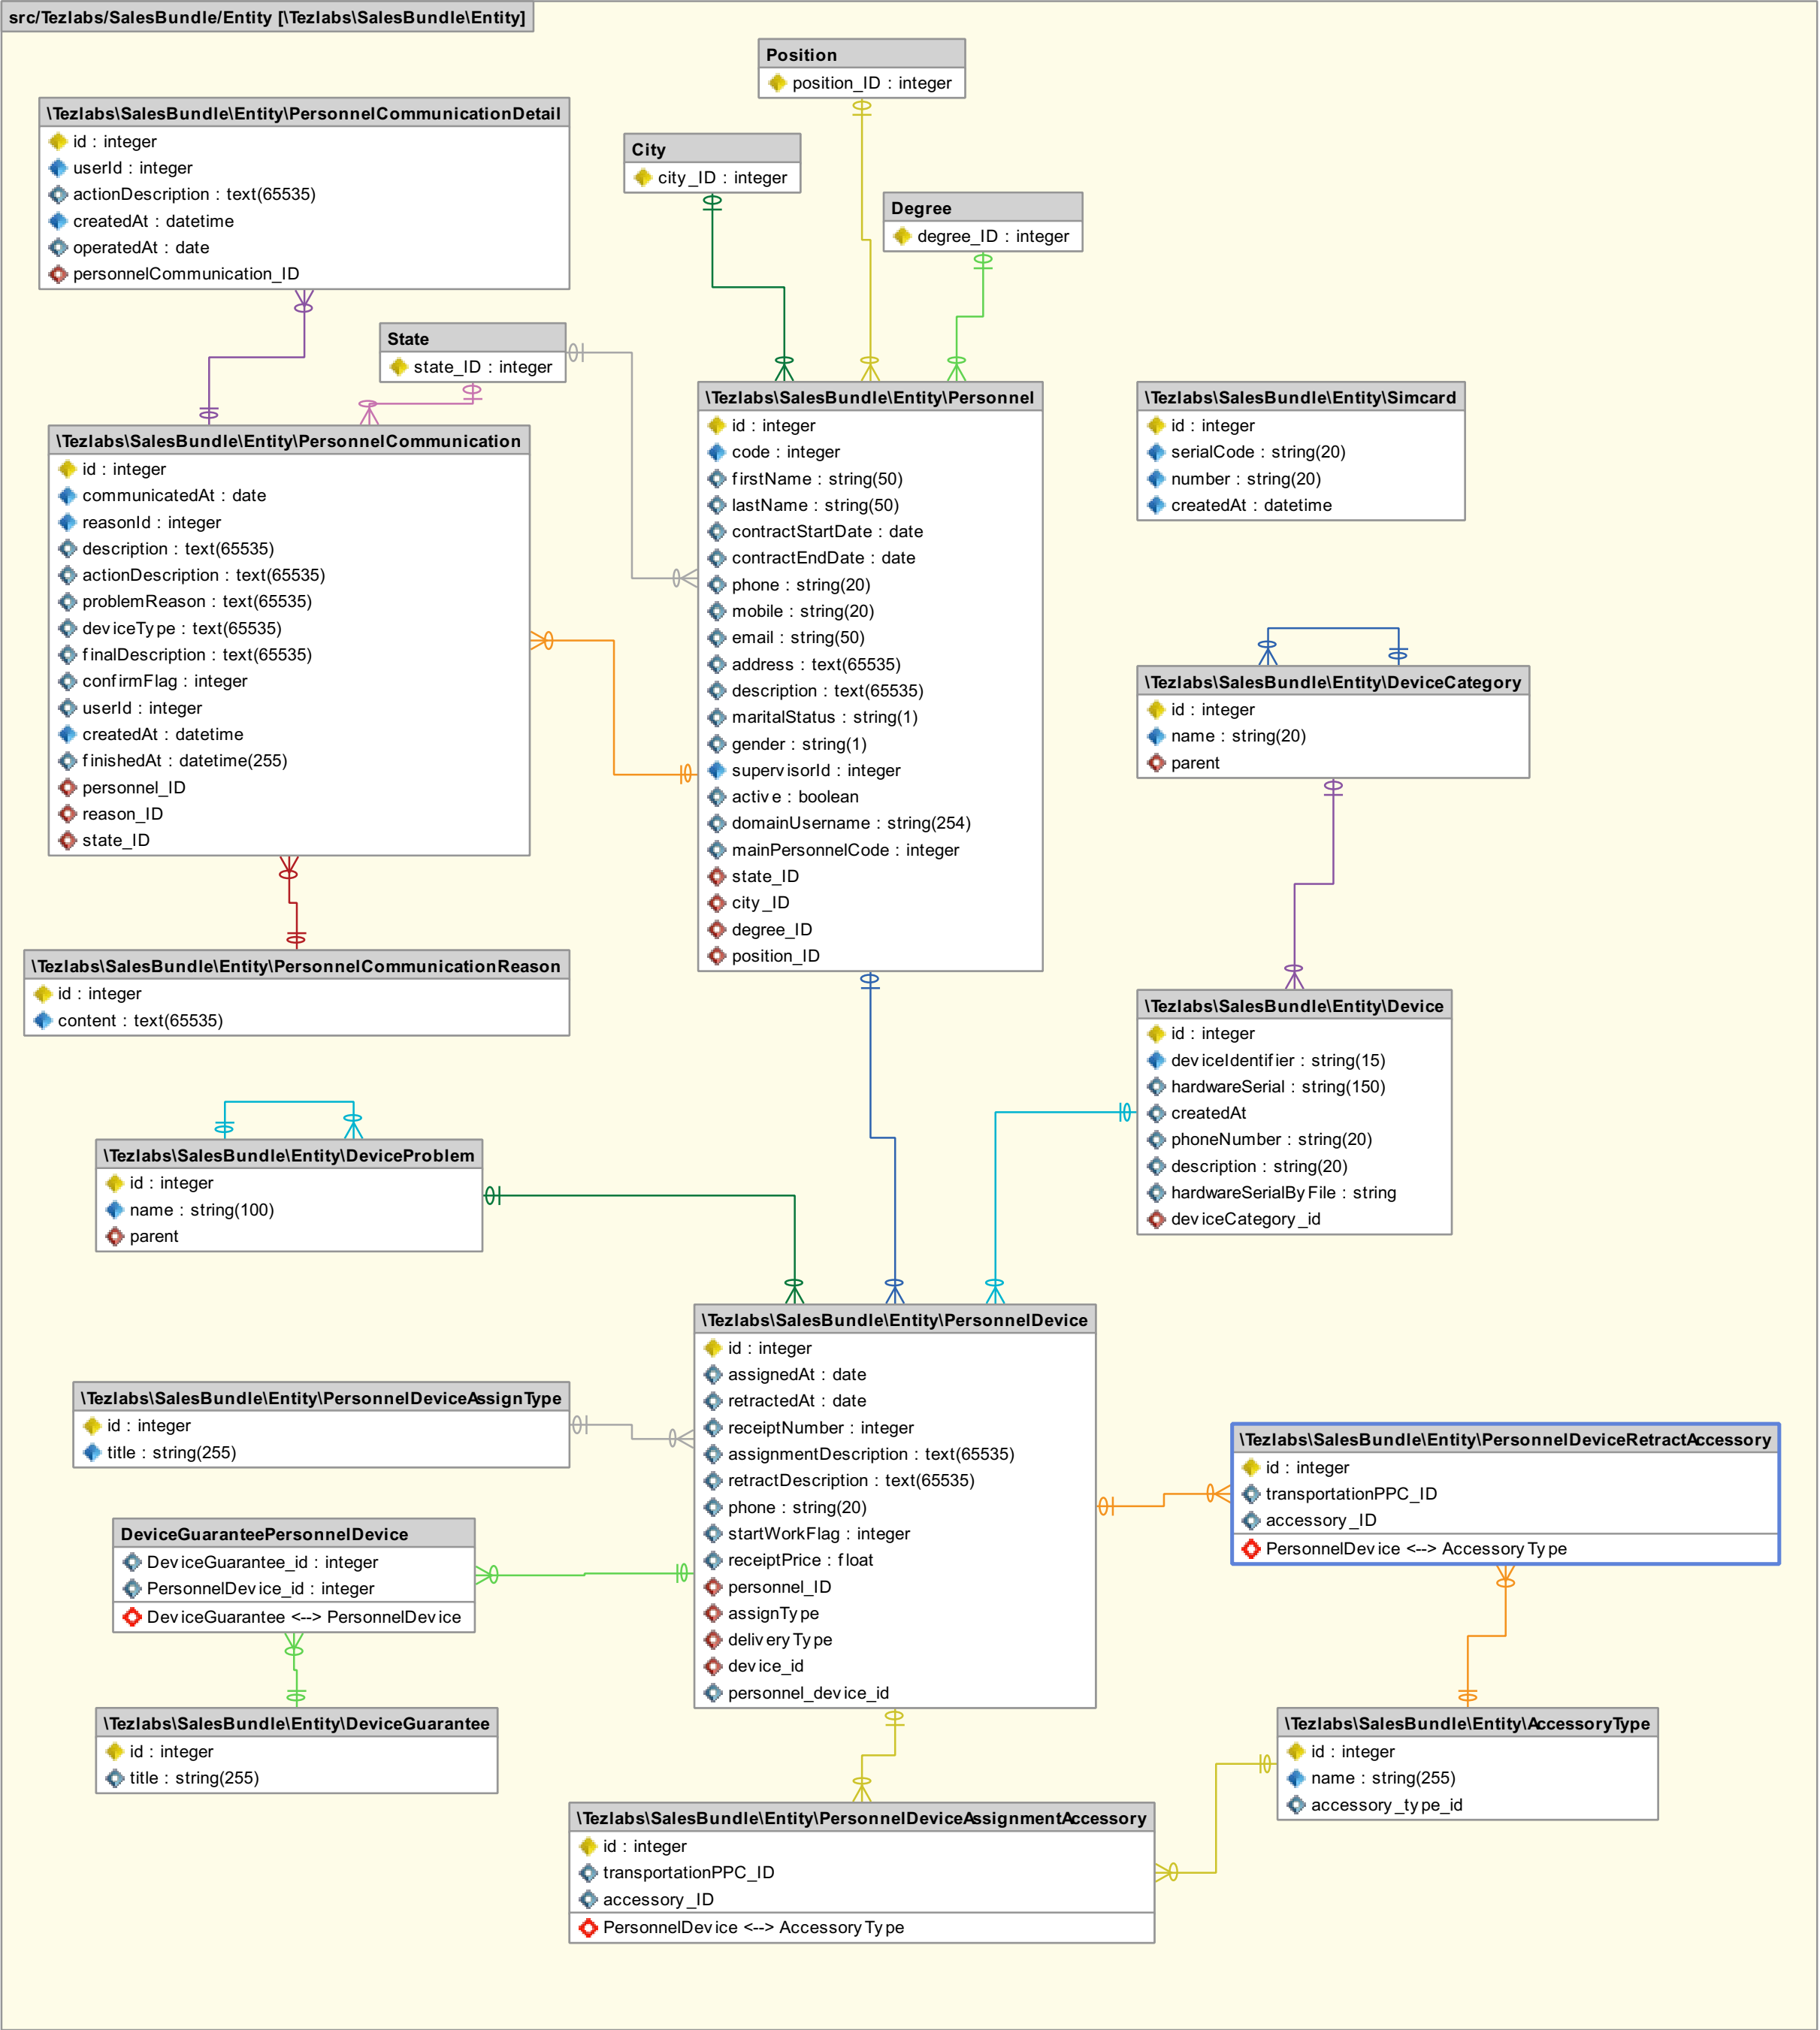 src/Tezlabs/SalesBundle/Entity [\Tezlabs\SalesBundle\Entity]
Position
position_ID : integer
\Tezlabs\SalesBundle\Entity\PersonnelCommunicationDetail
id : integer
userId : integer
actionDescription : text(65535)
createdAt : datetime
operatedAt : date
personnelCommunication_ID
City
city_ID : integer
Degree
degree_ID : integer
State
state_ID : integer
\Tezlabs\SalesBundle\Entity\PersonnelCommunication
id : integer
communicatedAt : date
reasonId : integer
description : text(65535)
actionDescription : text(65535)
problemReason : text(65535)
deviceType : text(65535)
finalDescription : text(65535)
confirmFlag : integer
userId : integer
createdAt : datetime
finishedAt : datetime(255)
personnel_ID
reason_ID
state_ID
\Tezlabs\SalesBundle\Entity\Personnel
id : integer
code : integer
firstName : string(50)
lastName : string(50)
contractStartDate : date
contractEndDate : date
phone : string(20)
mobile : string(20)
email : string(50)
address : text(65535)
description : text(65535)
maritalStatus : string(1)
gender : string(1)
supervisorId : integer
active : boolean
domainUsername : string(254)
mainPersonnelCode : integer
state_ID
city_ID
degree_ID
position_ID
\Tezlabs\SalesBundle\Entity\Simcard
id : integer
serialCode : string(20)
number : string(20)
createdAt : datetime
\Tezlabs\SalesBundle\Entity\DeviceCategory
id : integer
name : string(20)
parent
\Tezlabs\SalesBundle\Entity\PersonnelCommunicationReason
id : integer
content : text(65535)
\Tezlabs\SalesBundle\Entity\Device
id : integer
deviceIdentifier : string(15)
hardwareSerial : string(150)
createdAt
phoneNumber : string(20)
description : string(20)
hardwareSerialByFile : string
deviceCategory_id
\Tezlabs\SalesBundle\Entity\DeviceProblem
id : integer
name : string(100)
parent
\Tezlabs\SalesBundle\Entity\PersonnelDevice
id : integer
assignedAt : date
retractedAt : date
receiptNumber : integer
assignmentDescription : text(65535)
retractDescription : text(65535)
phone : string(20)
startWorkFlag : integer
receiptPrice : float
personnel_ID
assignType
deliveryType
device_id
personnel_device_id
\Tezlabs\SalesBundle\Entity\PersonnelDeviceAssignType
id : integer
title : string(255)
\Tezlabs\SalesBundle\Entity\PersonnelDeviceRetractAccessory
id : integer
transportationPPC_ID
accessory_ID
PersonnelDevice <--> AccessoryType
DeviceGuaranteePersonnelDevice
DeviceGuarantee_id : integer
PersonnelDevice_id : integer
DeviceGuarantee <--> PersonnelDevice
\Tezlabs\SalesBundle\Entity\DeviceGuarantee
id : integer
title : string(255)
\Tezlabs\SalesBundle\Entity\AccessoryType
id : integer
name : string(255)
accessory_type_id
\Tezlabs\SalesBundle\Entity\PersonnelDeviceAssignmentAccessory
id : integer
transportationPPC_ID
accessory_ID
PersonnelDevice <--> AccessoryType